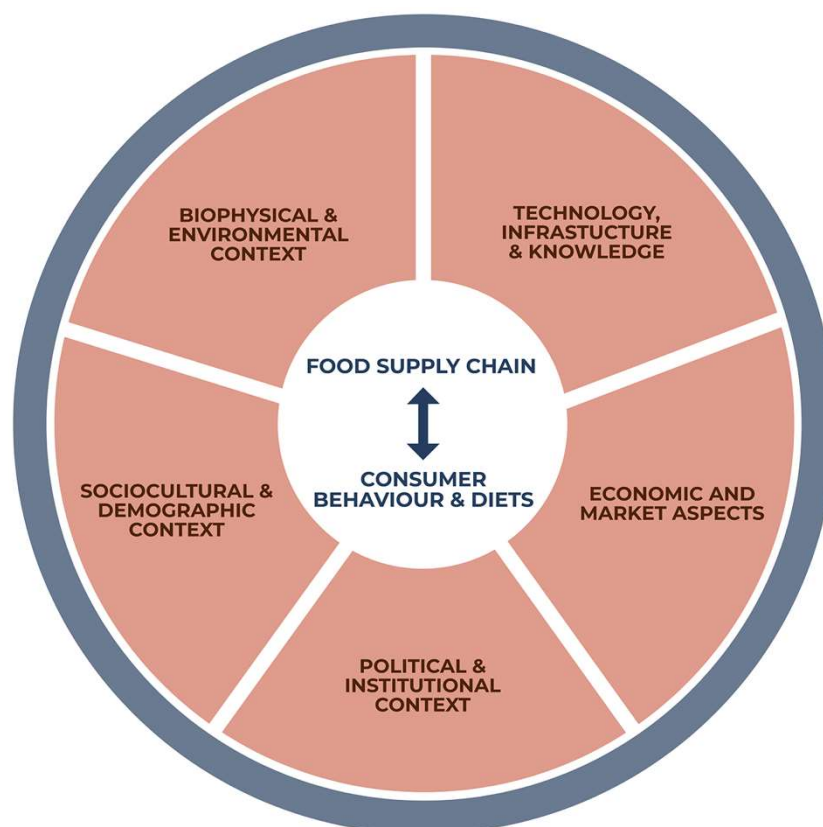 BIOPHYSICAL &
ENVIRONMENTAL
CONTEXT
TECHNOLOGY,
INFRASTUCTURE
& KNOWLEDGE
FOOD SUPPLY CHAIN
CONSUMER
BEHAVIOUR & DIETS
SOCIOCULTURAL &
DEMOGRAPHIC
CONTEXT
ECONOMIC AND
MARKET ASPECTS
POLITICAL &
INSTITUTIONAL
CONTEXT